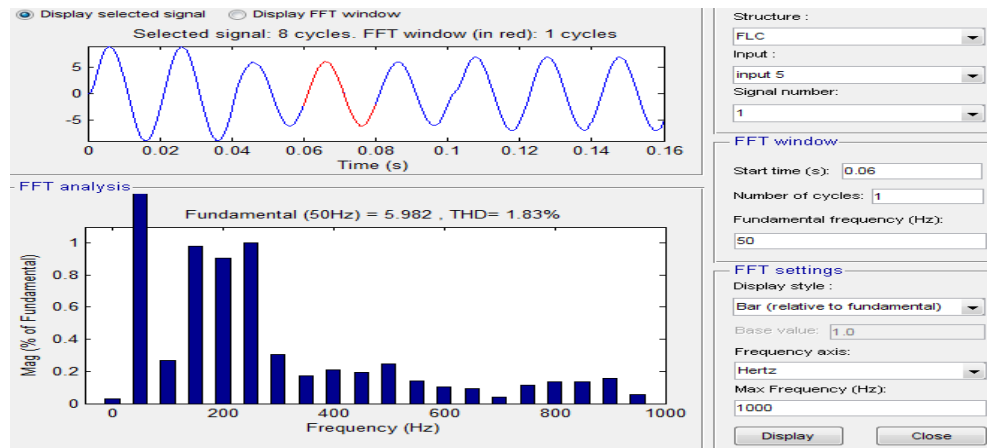 Display selected signal Display FFT window
Selected signal: 8 cycles. FFT window (in red): 1 cycles
5
0
-5
0 0.02 0.04 0.06 0.08 0.1 0.12 0.14 0.16
Time (s)
FFT analysis
Fundamental (50Hz) = 5.982 , THD= 1.83%
Mag (% of Fundamental)
1
0.8
0.6
0.4
0.2
0
0 200 400 600 800 1000
Frequency (Hz)
Structure :
FLC
Input :
input 5
Signal number:
1
FFT window
Start time (s): 0.06
Number of cycles: 1
Fundamental frequency (Hz):
50
FFT settings
Display style :
Bar (relative to fundamental)
Base value: 1.0
Frequency axis:
Hertz
Max Frequency (Hz):
1000
Display Close